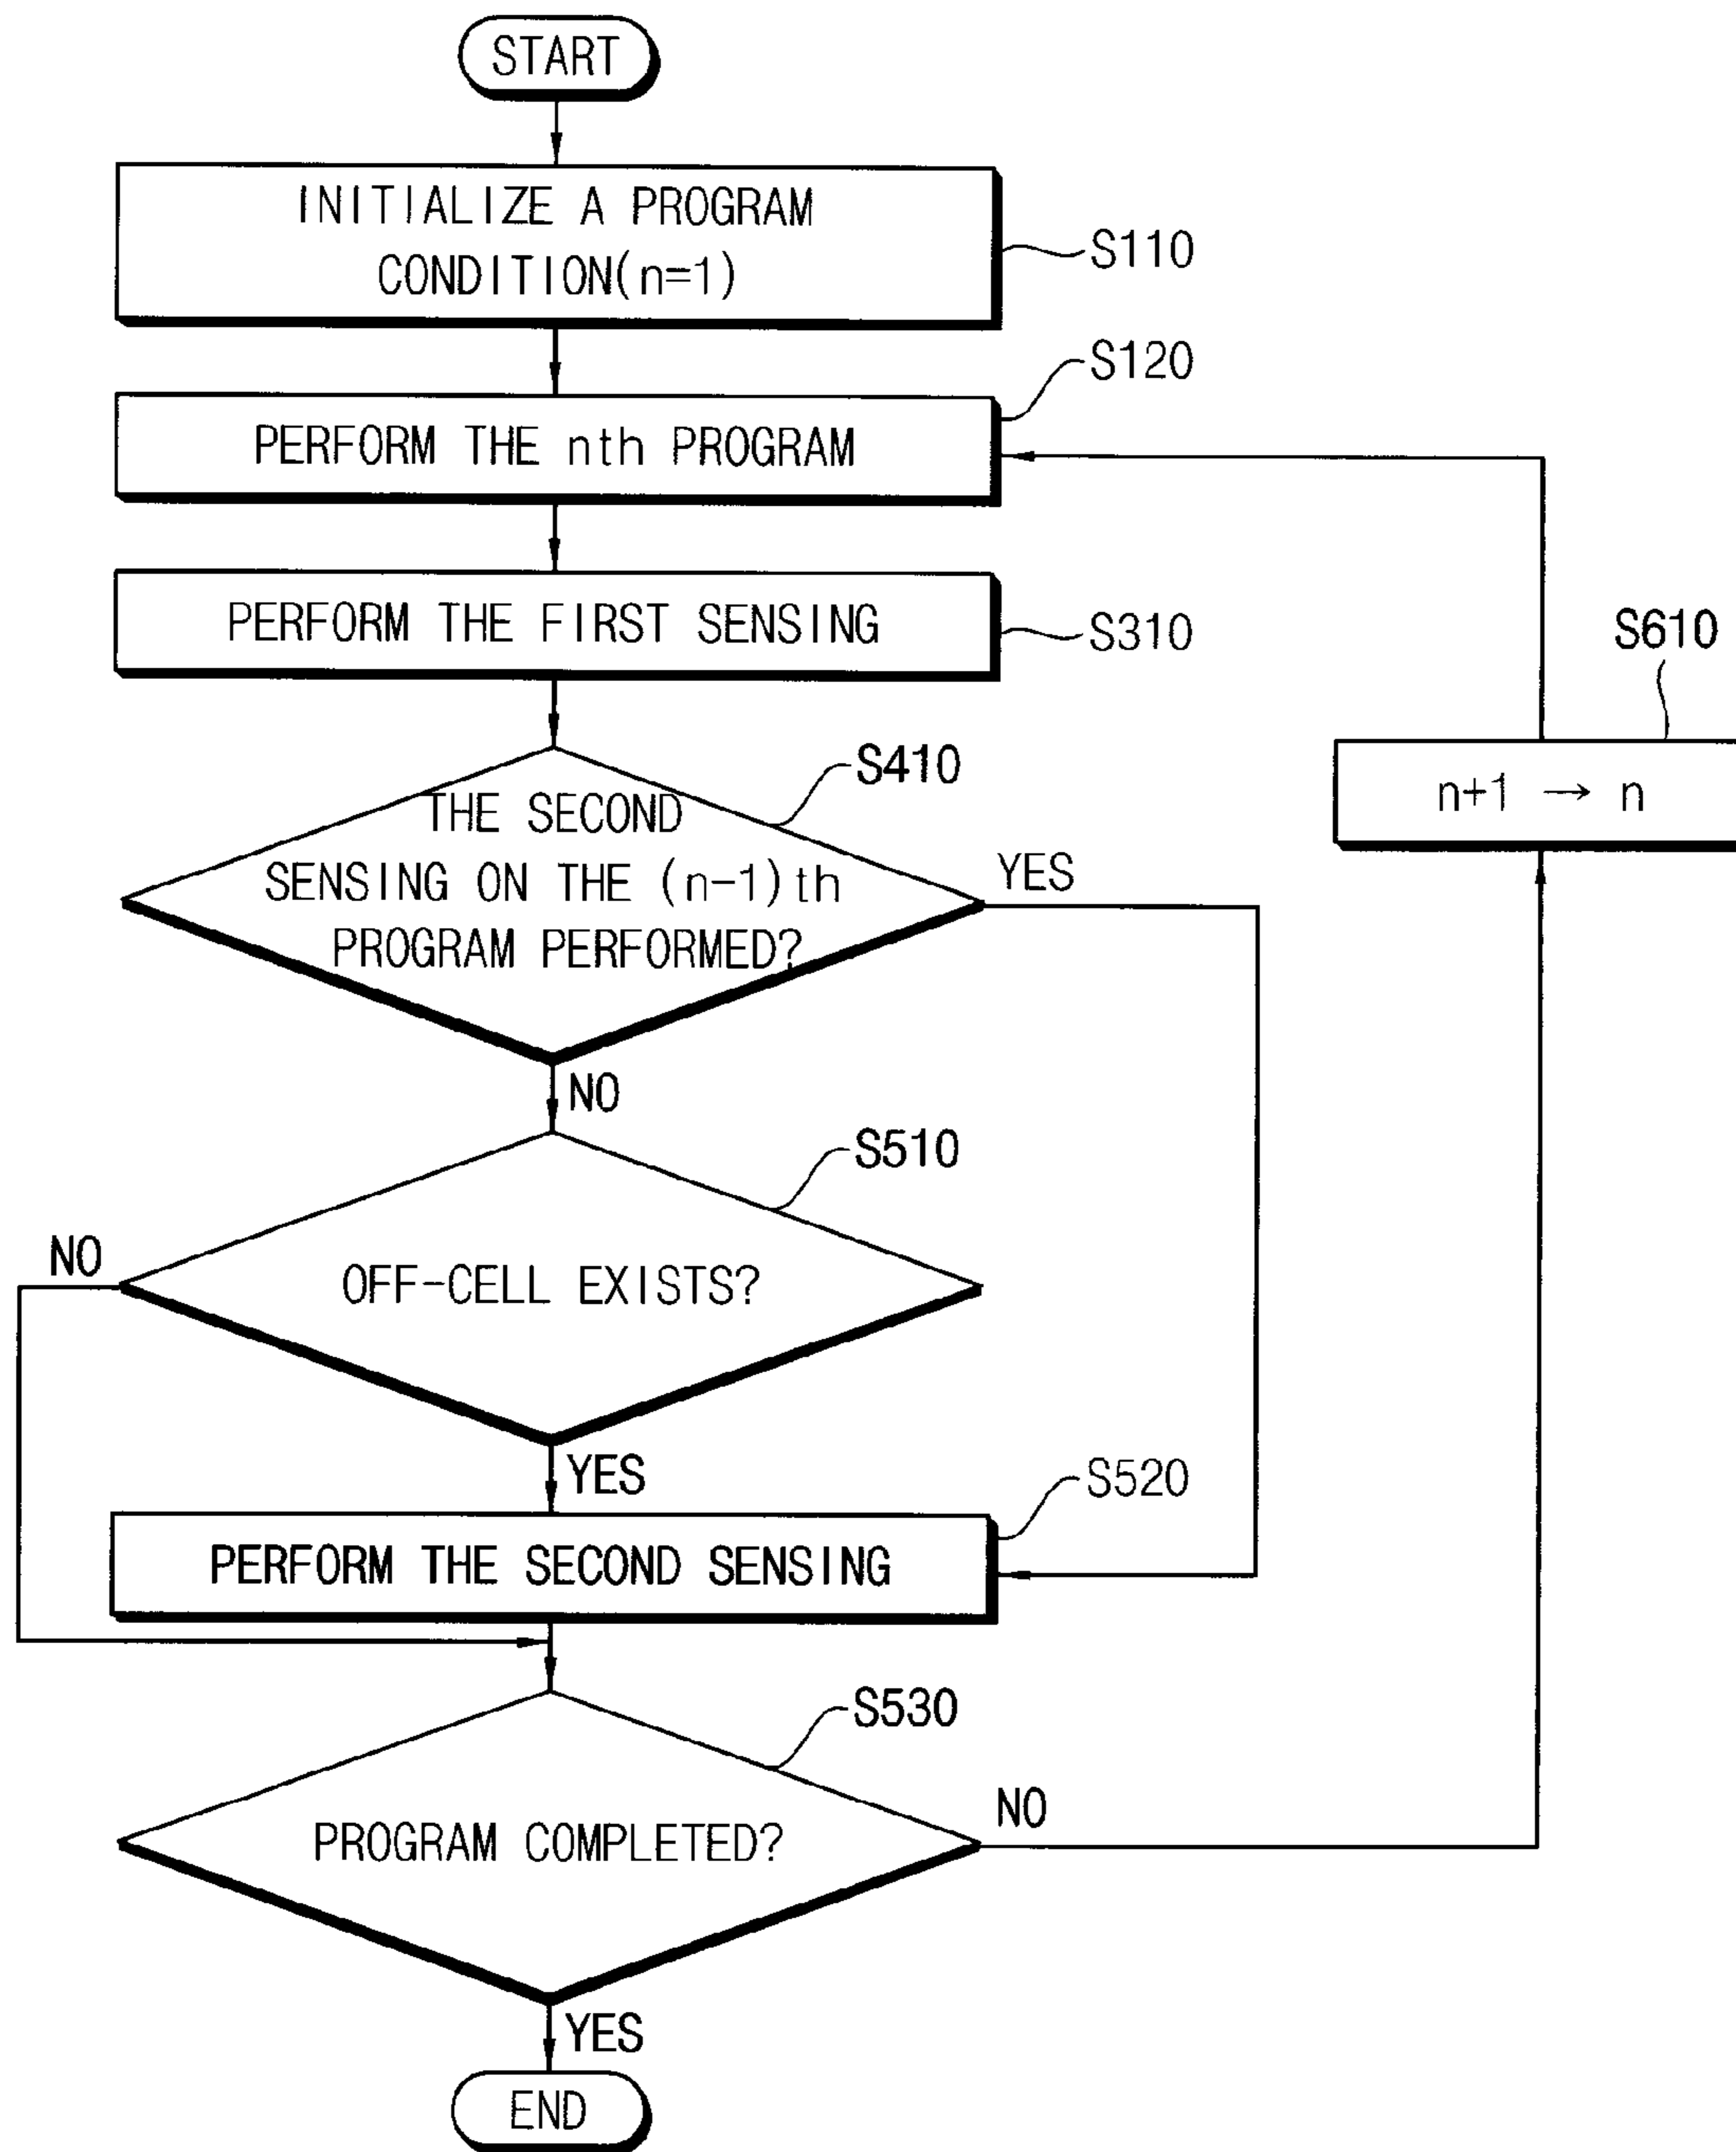 START
INITIALIZE A PROGRAM
CONDITION(n=1)
S110
S120
PERFORM THE nth PROGRAM
PERFORM THE FIRST SENSING
S310
S610
n+1 → n
S410
THE SECOND
SENSING ON THE (n-1)th
PROGRAM PERFORMED?
YES
NO
S510
NO
OFF-CELL EXISTS?
YES
S520
PERFORM THE SECOND SENSING
S530
PROGRAM COMPLETED?
NO
YES
END